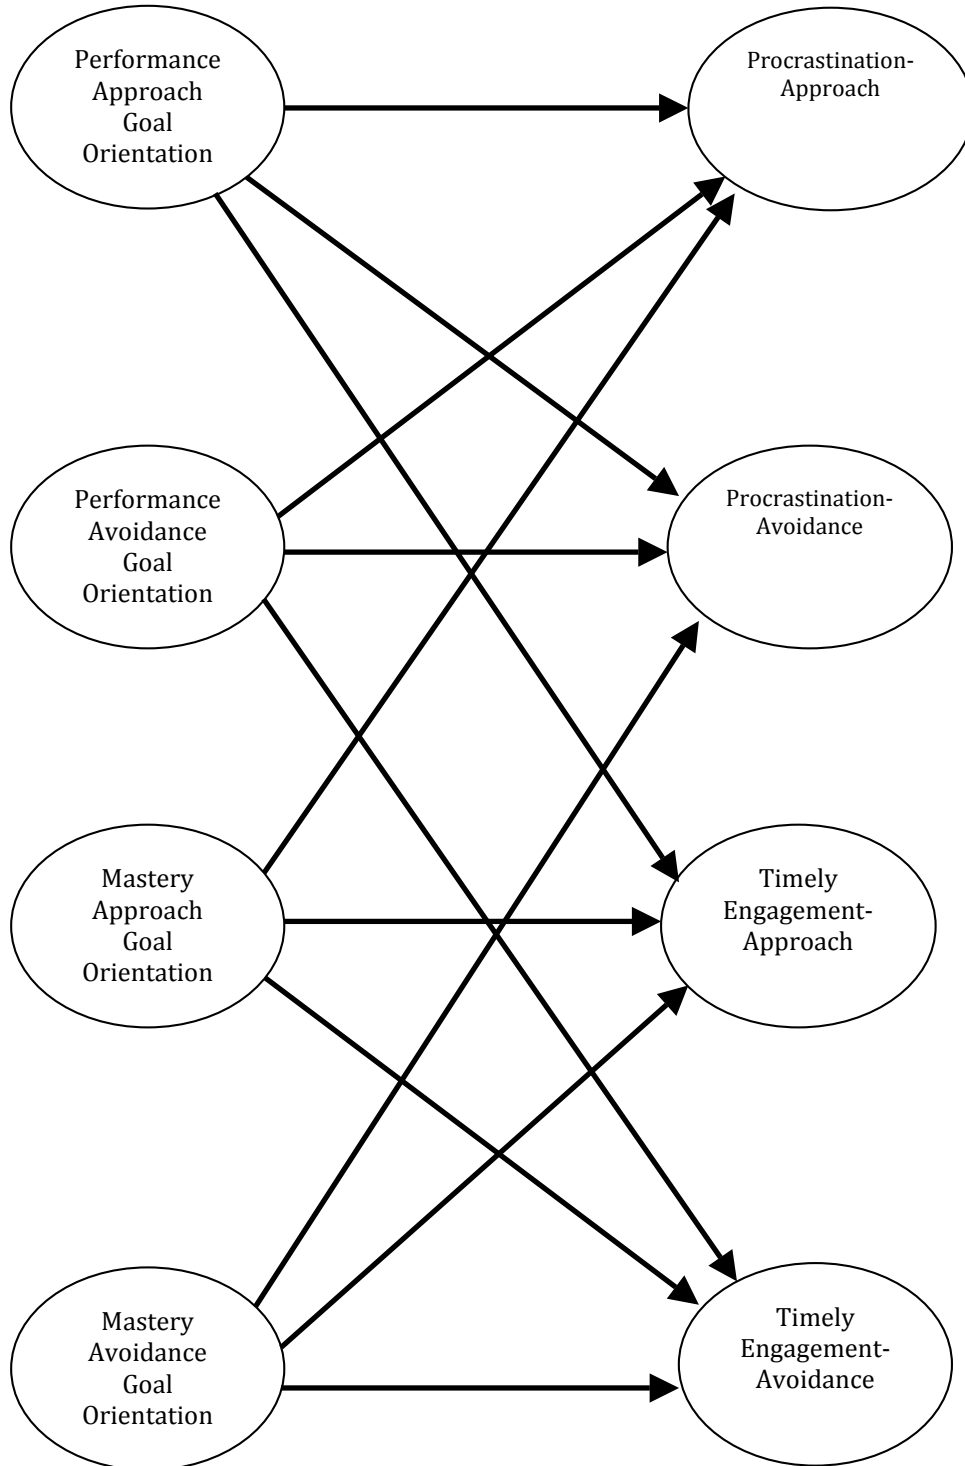 Performance
Approach
Goal
Orientation
Procrastination-
Approach
Performance
Avoidance
Goal
Orientation
Procrastination-
Avoidance
Mastery
Approach
Goal
Orientation
Timely
Engagement-
Approach
Mastery
Avoidance
Goal
Orientation
Timely
Engagement-
Avoidance